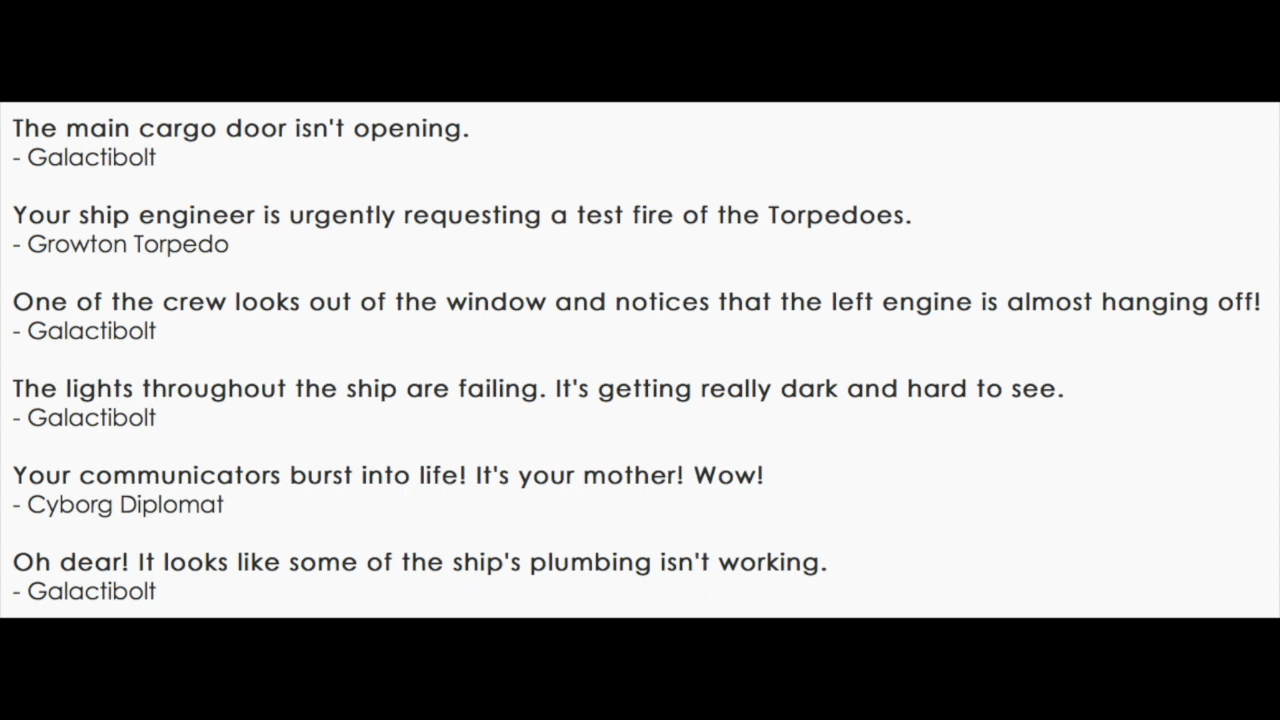 The main cargo door isn't opening.
- Galactibolt
Your ship engineer is urgently requesting a test fire of the Torpedoes.
- Growton Torpedo
One of the crew looks out of the window and notices that the left engine is almost hanging off!
- Galactibolt
The lights throughout the ship are failing. It's getting really dark and hard to see.
- Galactibolt
Your communicators burst into life! It's your mother! Wow!
- Cyborg Diplomat
Oh dear! It looks like some of the ship's plumbing isn't working.
- Galactibolt